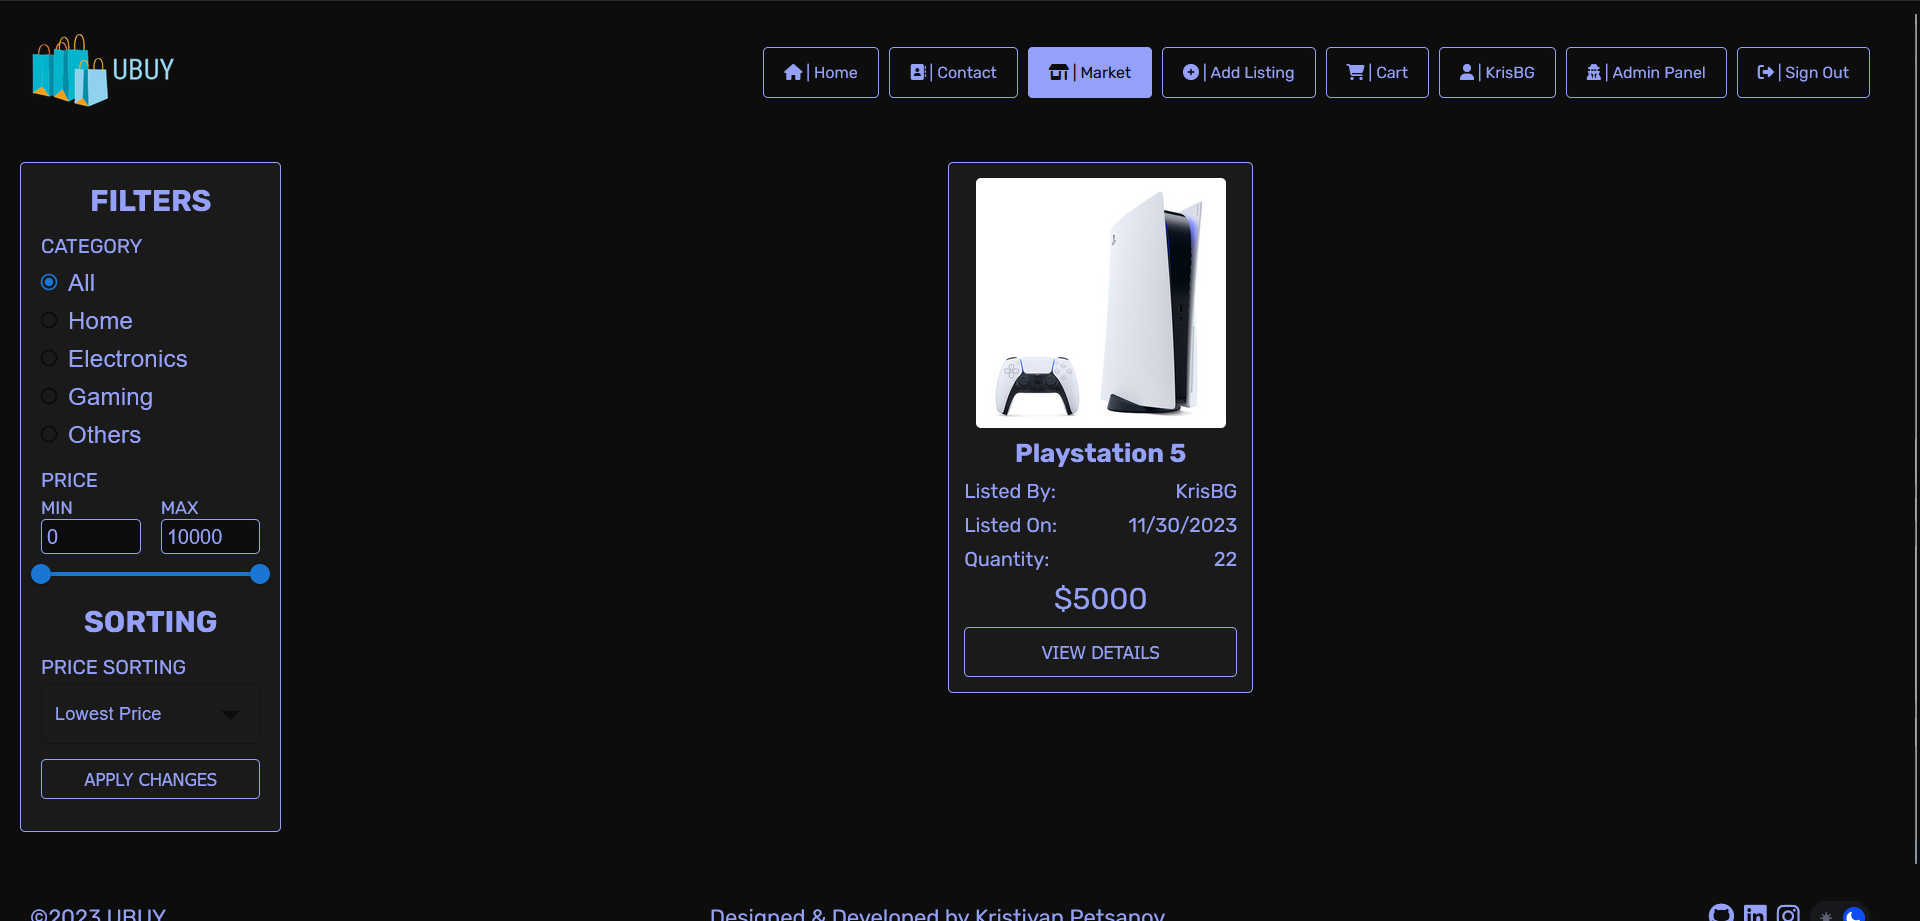 UBUY
| Home
| Contact
| Market
| Add Listing
| Cart
| KrisBG
| Admin Panel
| Sign Out
FILTERS
CATEGORY
All
Home
Electronics
Gaming
Others
PRICE
MIN MAX
0 10000
SORTING
PRICE SORTING
Lowest Price
APPLY CHANGES
Playstation 5
Listed By: KrisBG
Listed On: 11/30/2023
Quantity: 22
$5000
VIEW DETAILS
©2023 UBUY
Designed & Developed by Kristiyan Petsanov